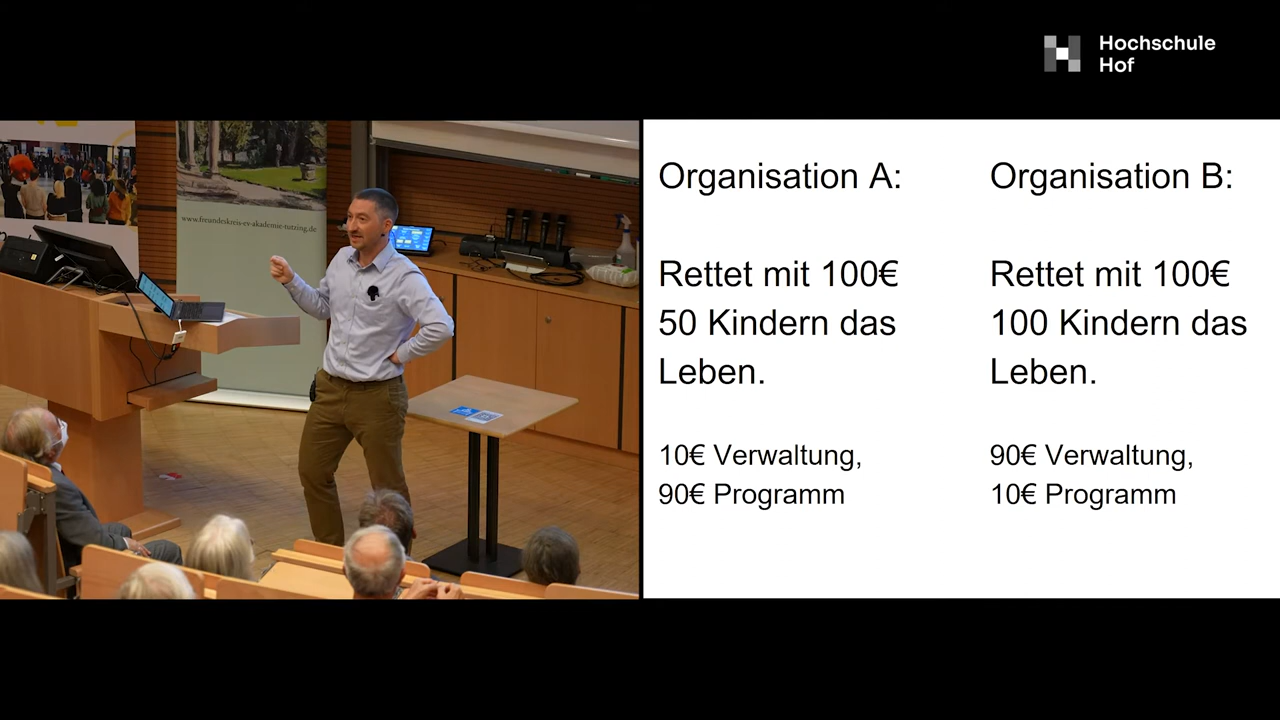 Hochschule
Hof
www.freundeskreis-ev-akademie-tutzing.de
Organisation A:
Rettet mit 100€
50 Kindern das
Leben.
10€ Verwaltung,
90€ Programm
Organisation B:
Rettet mit 100€
100 Kindern das
Leben.
90€ Verwaltung,
10€ Programm